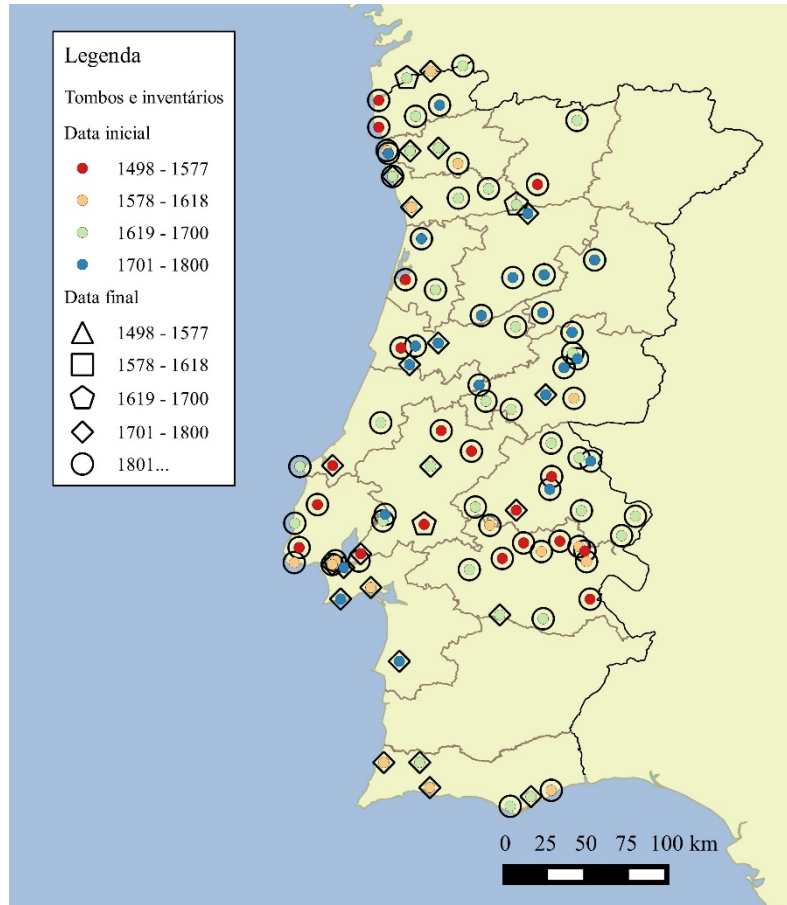 Legenda
Tombos e inventários
Data inicial
1498 - 1577
1578 - 1618
1619 - 1700
1701 - 1800
Data final
1498 - 1577
1578 - 1618
1619 - 1700
1701 - 1800
1801...
0 25 50 75 100 km